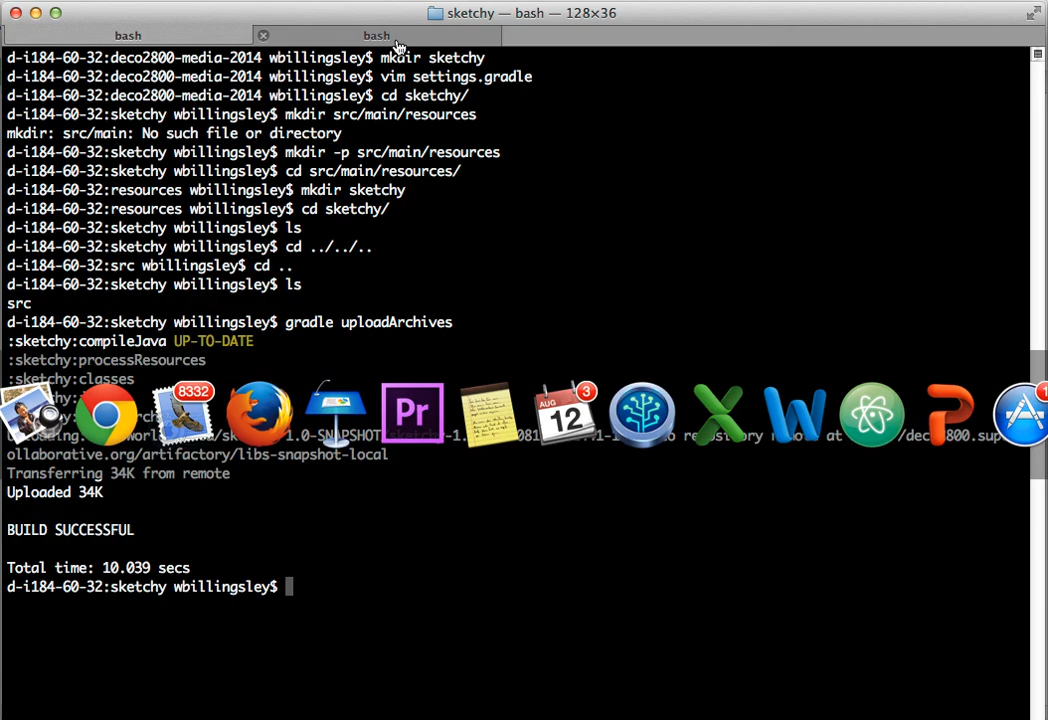 sketchy — bash — 128×36
bash
bash
d-i184-60-32:deco2800-media-2014 wbillingsley$ mkdir sketchy
d-i184-60-32:deco2800-media-2014 wbillingsley$ vim settings.gradle
d-i184-60-32:deco2800-media-2014 wbillingsley$ cd sketchy/
d-i184-60-32:sketchy wbillingsley$ mkdir src/main/resources
mkdir: src/main: No such file or directory
d-i184-60-32:sketchy wbillingsley$ mkdir -p src/main/resources
d-i184-60-32:sketchy wbillingsley$ cd src/main/resources/
d-i184-60-32:resources wbillingsley$ mkdir sketchy
d-i184-60-32:resources wbillingsley$ cd sketchy/
d-i184-60-32:sketchy wbillingsley$ ls
d-i184-60-32:sketchy wbillingsley$ cd ../../..
d-i184-60-32:src wbillingsley$ cd ..
d-i184-60-32:sketchy wbillingsley$ ls
src
d-i184-60-32:sketchy wbillingsley$ gradle uploadArchives
:sketchy:compileJava UP-TO-DATE
:sketchy:processResources
:sketchy:classes
8332
Pr
AUG
12
3
1.0-SNAPSHOT
repository
at
ollaborative.org/artifactory/libs-snapshot-local
Transferring 34K from remote
Uploaded 34K
BUILD SUCCESSFUL
Total time: 10.039 secs
d-i184-60-32:sketchy wbillingsley$